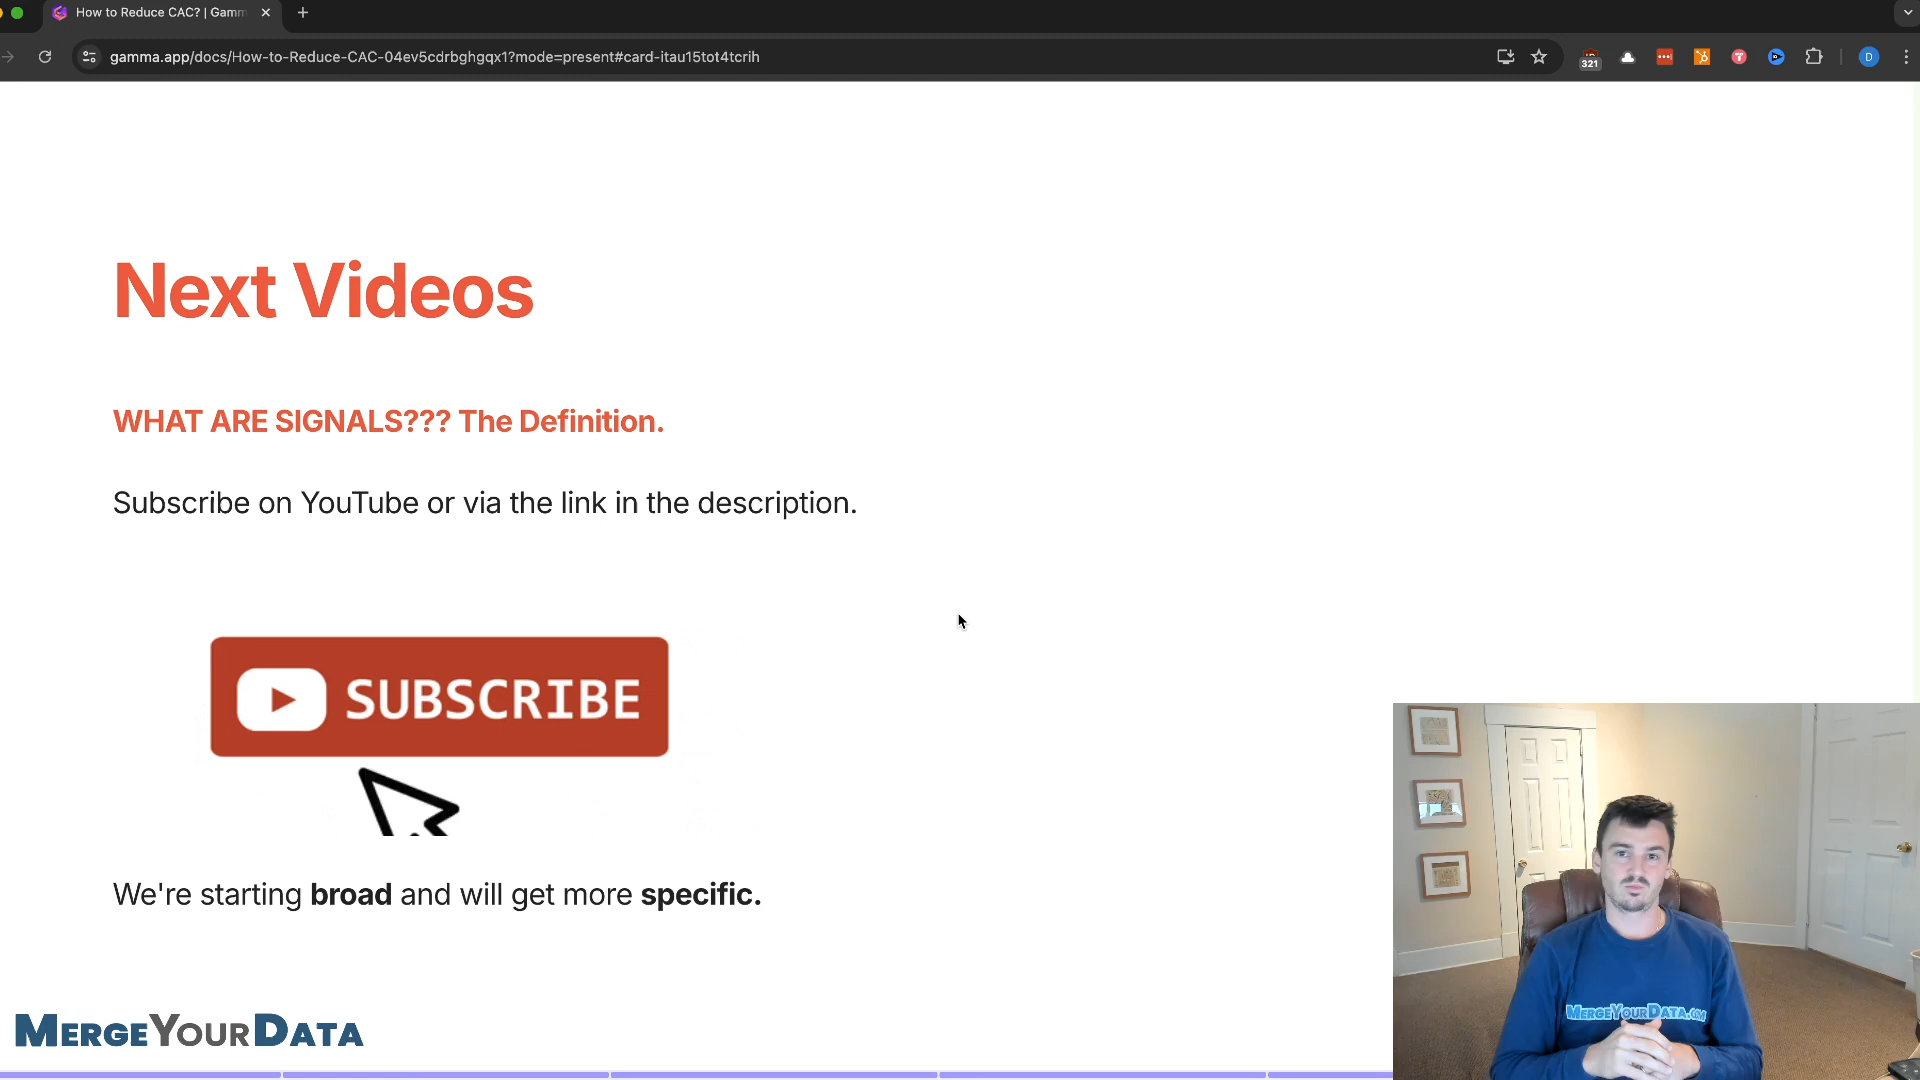 How to Reduce CAC? | Gamm
gamma.app/docs/How-to-Reduce-CAC-04ev5cdrbghgqx1?mode=present#card-itau15tot4tcrih
321
T
D
Next Videos
WHAT ARE SIGNALS??? The Definition.
Subscribe on YouTube or via the link in the description.
SUBSCRIBE
We're starting broad and will get more specific.
MERGEYOURDATA
MERGEYOURDATA.COM